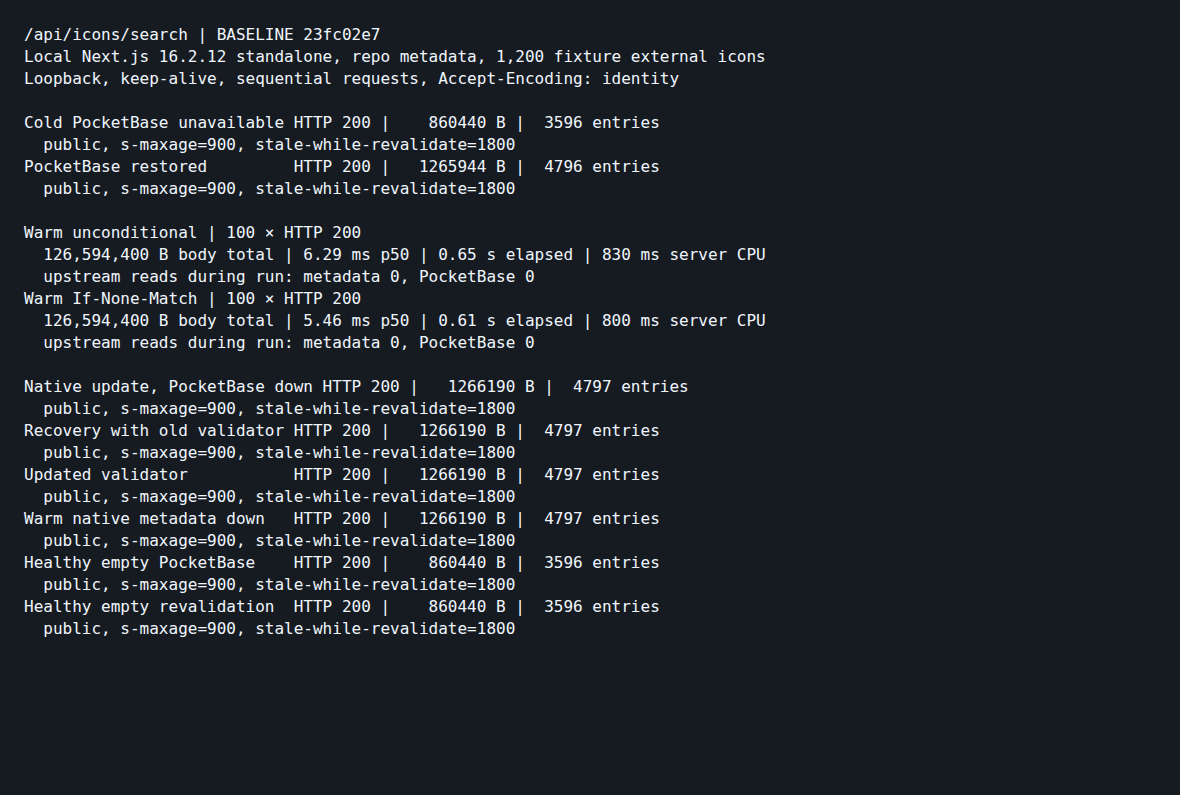 /api/icons/search | BASELINE 23fc02e7
Local Next.js 16.2.12 standalone, repo metadata, 1,200 fixture external icons
Loopback, keep-alive, sequential requests, Accept-Encoding: identity
Cold PocketBase unavailable HTTP 200 |    860440 B |  3596 entries
  public, s-maxage=900, stale-while-revalidate=1800
PocketBase restored         HTTP 200 |   1265944 B |  4796 entries
  public, s-maxage=900, stale-while-revalidate=1800
Warm unconditional | 100 × HTTP 200
  126,594,400 B body total | 6.29 ms p50 | 0.65 s elapsed | 830 ms server CPU
  upstream reads during run: metadata 0, PocketBase 0
Warm If-None-Match | 100 × HTTP 200
  126,594,400 B body total | 5.46 ms p50 | 0.61 s elapsed | 800 ms server CPU
  upstream reads during run: metadata 0, PocketBase 0
Native update, PocketBase down HTTP 200 |   1266190 B |  4797 entries
  public, s-maxage=900, stale-while-revalidate=1800
Recovery with old validator HTTP 200 |   1266190 B |  4797 entries
  public, s-maxage=900, stale-while-revalidate=1800
Updated validator           HTTP 200 |   1266190 B |  4797 entries
  public, s-maxage=900, stale-while-revalidate=1800
Warm native metadata down   HTTP 200 |   1266190 B |  4797 entries
  public, s-maxage=900, stale-while-revalidate=1800
Healthy empty PocketBase    HTTP 200 |    860440 B |  3596 entries
  public, s-maxage=900, stale-while-revalidate=1800
Healthy empty revalidation  HTTP 200 |    860440 B |  3596 entries
  public, s-maxage=900, stale-while-revalidate=1800